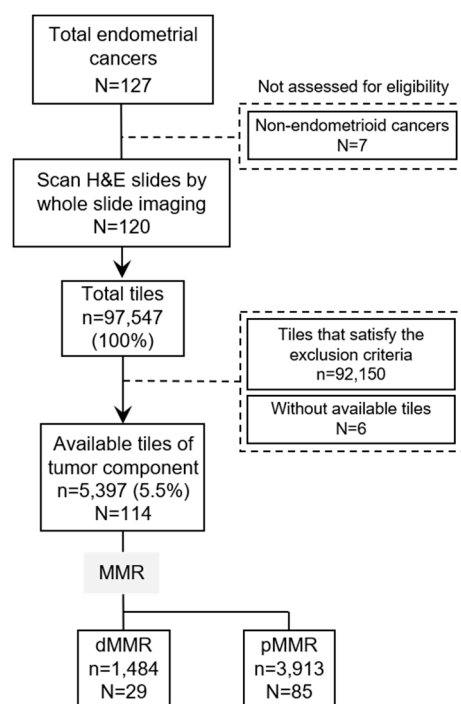 Total endometrial
cancers
N=127
Not assessed for eligibility
Non-endometrioid cancers
N=7
Scan H&E slides by
whole slide imaging
N=120
Total tiles
n=97,547
(100%)
Tiles that satisfy the
exclusion criteria
n=92,150
Without available tiles
N=6
Available tiles of
tumor component
n=5,397 (5.5%)
N=114
MMR
dMMR
n=1,484
N=29
pMMR
n=3,913
N=85